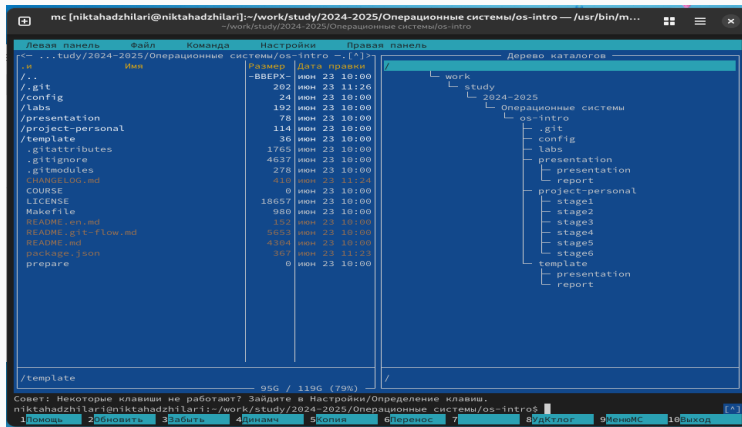 mc [niktahadzhilari@niktahadzhilari]:~/work/study/2024-2025/Операционные системы/os-intro — /usr/bin/m...
~/work/study/2024-2025/Операционные системы/os-intro
Левая панель Файл Команда Настройки Правая панель
<— ...tudy/2024-2025/Операционные системы/os-intro —.[^]> Дерево каталогов
.и Имя Размер Дата правки /
/.. -ВВЕРХ- июн 23 10:00 work
/.git 202 июн 23 11:26 study
/config 24 июн 23 10:00 2024-2025
/labs 192 июн 23 10:00 Операционные системы
/presentation 78 июн 23 10:00 os-intro
/project-personal 114 июн 23 10:00 .git
/template 36 июн 23 10:00 config
.gitattributes 1765 июн 23 10:00 labs
.gitignore 4637 июн 23 10:00 presentation
.gitmodules 278 июн 23 10:00 presentation
CHANGELOG.md 410 июн 23 11:24 report
COURSE 0 июн 23 10:00 project-personal
LICENSE 18657 июн 23 10:00 stage1
Makefile 980 июн 23 10:00 stage2
README.en.md 152 июн 23 10:00 stage3
README.git-flow.md 5653 июн 23 10:00 stage4
README.md 4304 июн 23 10:00 stage5
package.json 367 июн 23 11:23 stage6
prepare 0 июн 23 10:00 template
presentation
report
/template /
95G / 119G (79%)
Совет: Некоторые клавиши не работают? Зайдите в Настройки/Определение клавиш.
niktahadzhilari@niktahadzhilari:~/work/study/2024-2025/Операционные системы/os-intro$ [^]
1Помощь 2Обновить 3Забыть 4Динамч 5Копия 6Перенос 7 8УдКтлог 9МенюMC 10Выход